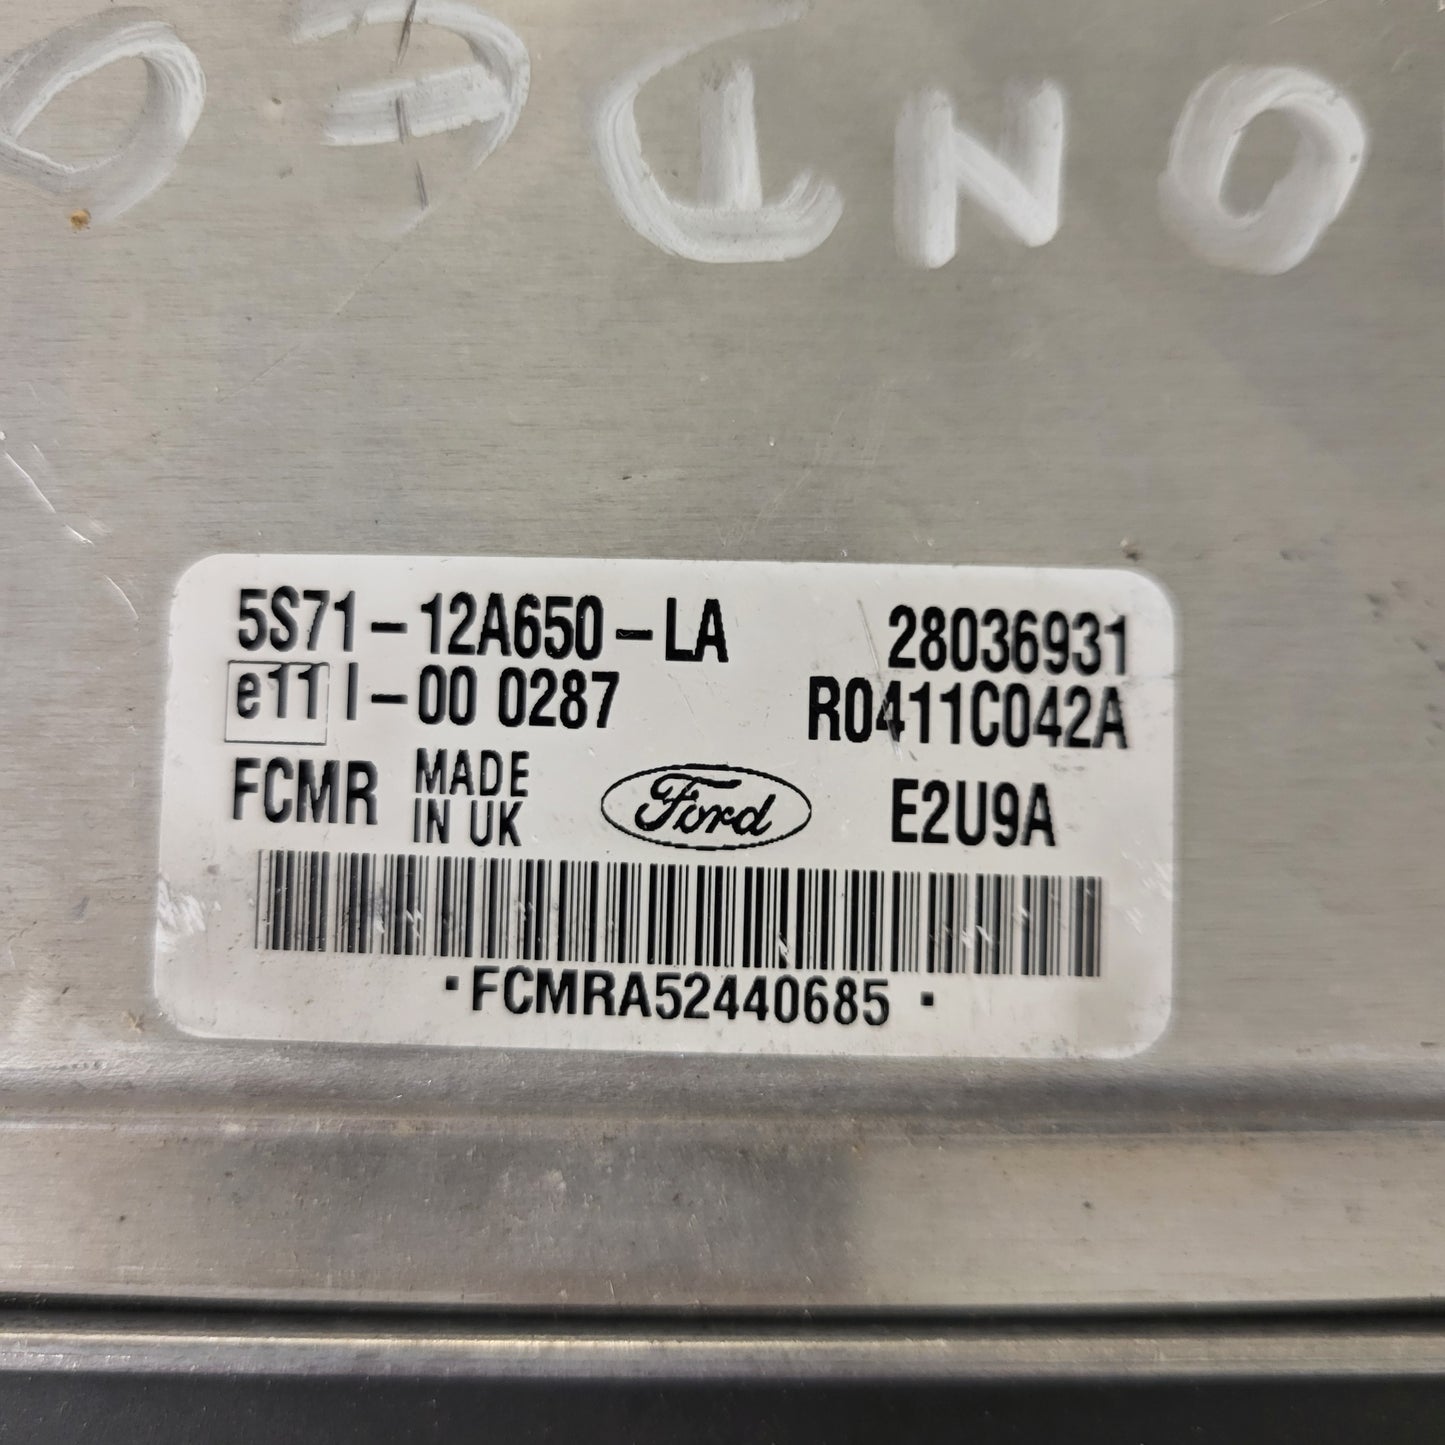 5S71-12A650-LA 28036931
e11 I-00 0287 R0411C042A
FCMR MADE IN UK Ford E2U9A
·FCMRA52440685 ·